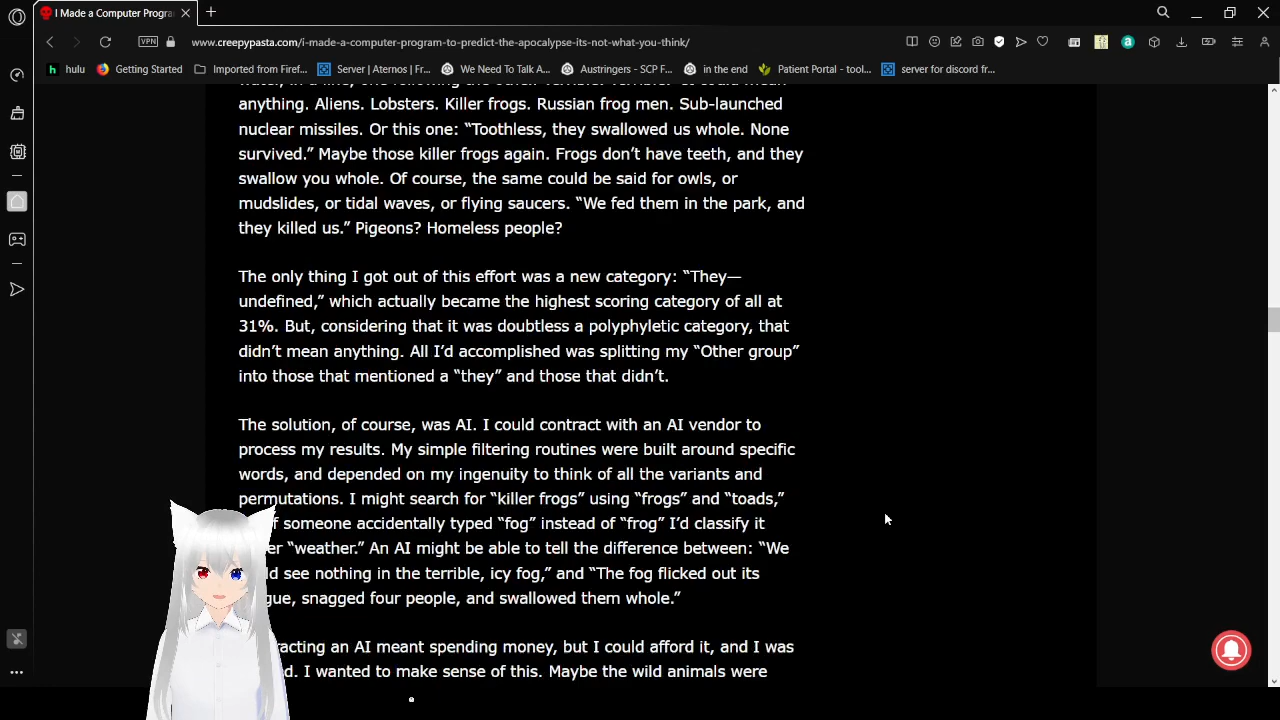 I Made a Computer Progra
www.creepypasta.com/i-made-a-computer-program-to-predict-the-apocalypse-its-not-what-you-think/
VPN
hulu
Getting Started
Imported from Firef...
Server | Aternos | Fr...
We Need To Talk A...
Austringers - SCP F...
in the end
Patient Portal - tool...
server for discord fr...
anything. Aliens. Lobsters. Killer frogs. Russian frog men. Sub-launched
nuclear missiles. Or this one: “Toothless, they swallowed us whole. None
survived.” Maybe those killer frogs again. Frogs don’t have teeth, and they
swallow you whole. Of course, the same could be said for owls, or
mudslides, or tidal waves, or flying saucers. “We fed them in the park, and
they killed us.” Pigeons? Homeless people?
The only thing I got out of this effort was a new category: “They—
undefined,” which actually became the highest scoring category of all at
31%. But, considering that it was doubtless a polyphyletic category, that
didn’t mean anything. All I’d accomplished was splitting my “Other group”
into those that mentioned a “they” and those that didn’t.
The solution, of course, was AI. I could contract with an AI vendor to
process my results. My simple filtering routines were built around specific
words, and depended on my ingenuity to think of all the variants and
permutations. I might search for “killer frogs” using “frogs” and “toads,”
someone accidentally typed “fog” instead of “frog” I’d classify it
“weather.” An AI might be able to tell the difference between: “We
see nothing in the terrible, icy fog,” and “The fog flicked out its
snagged four people, and swallowed them whole.”
an AI meant spending money, but I could afford it, and I was
I wanted to make sense of this. Maybe the wild animals were